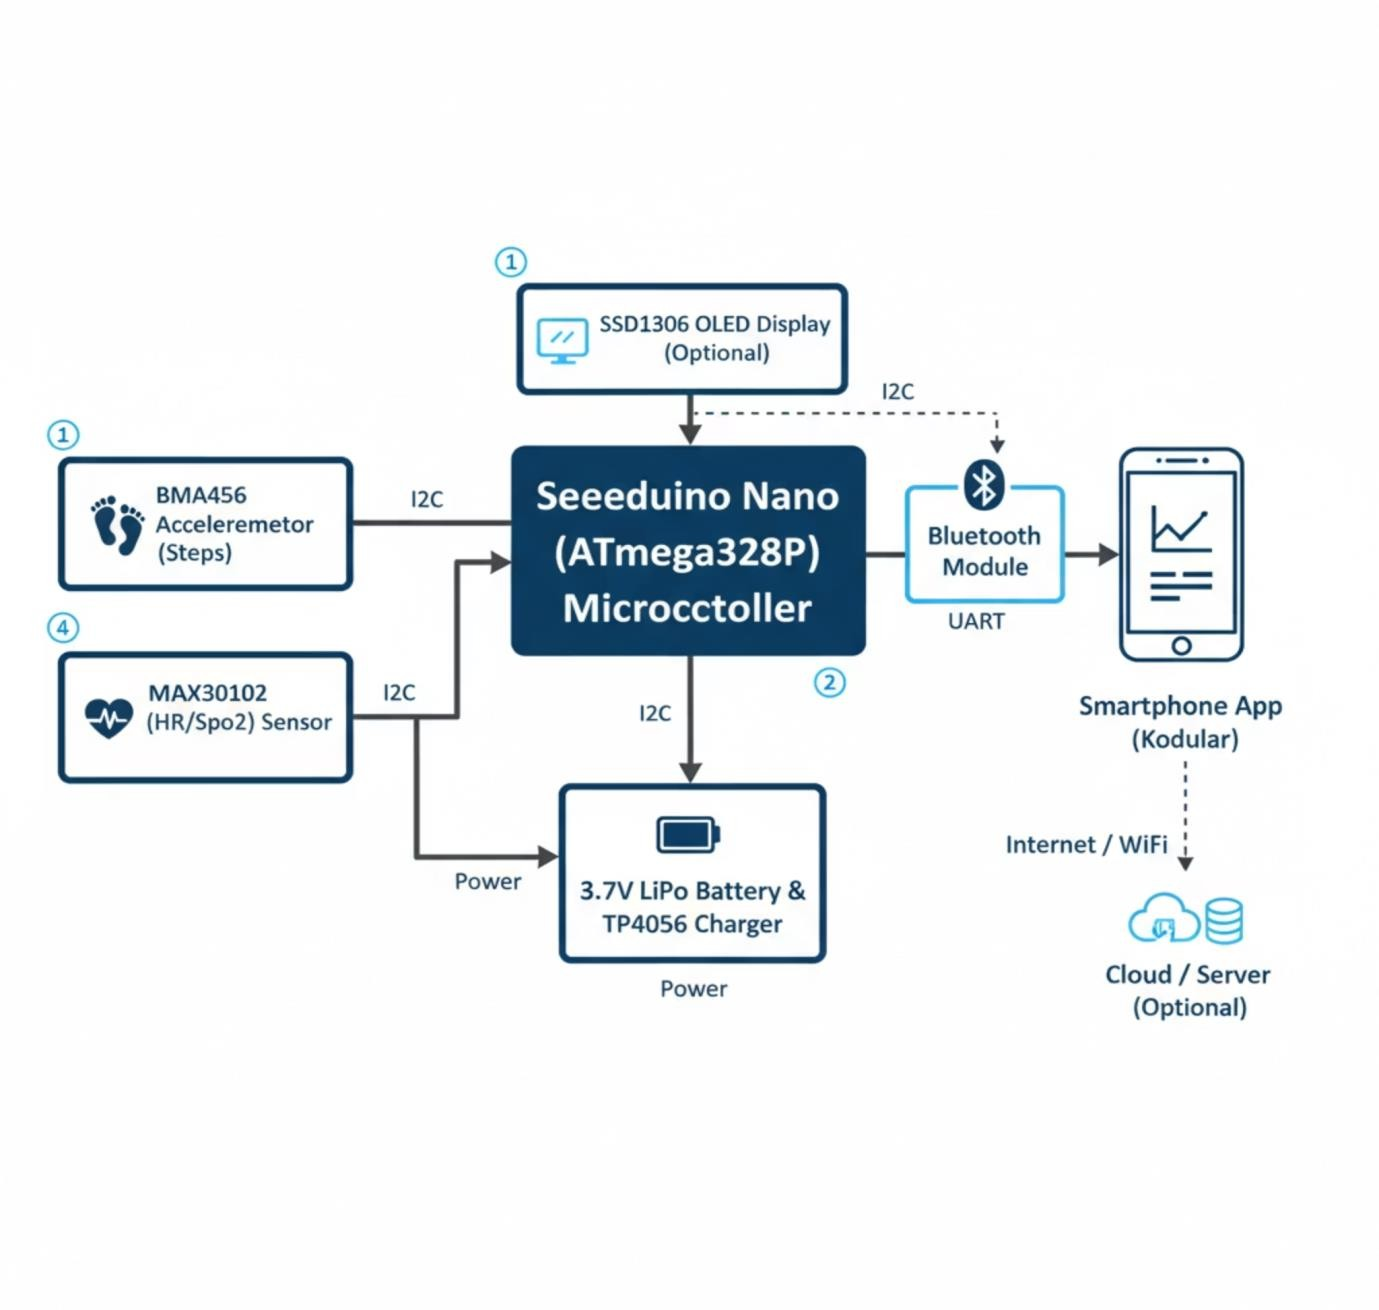 1
SSD1306 OLED Display
(Optional)
I2C
1
BMA456
Acceleremetor
(Steps)
I2C
Seeeduino Nano
(ATmega328P)
Microcctoller
Bluetooth
Module
UART
4
MAX30102
(HR/Spo2) Sensor
I2C
2
I2C
Smartphone App
(Kodular)
Internet / WiFi
Power
3.7V LiPo Battery &
TP4056 Charger
Power
Cloud / Server
(Optional)